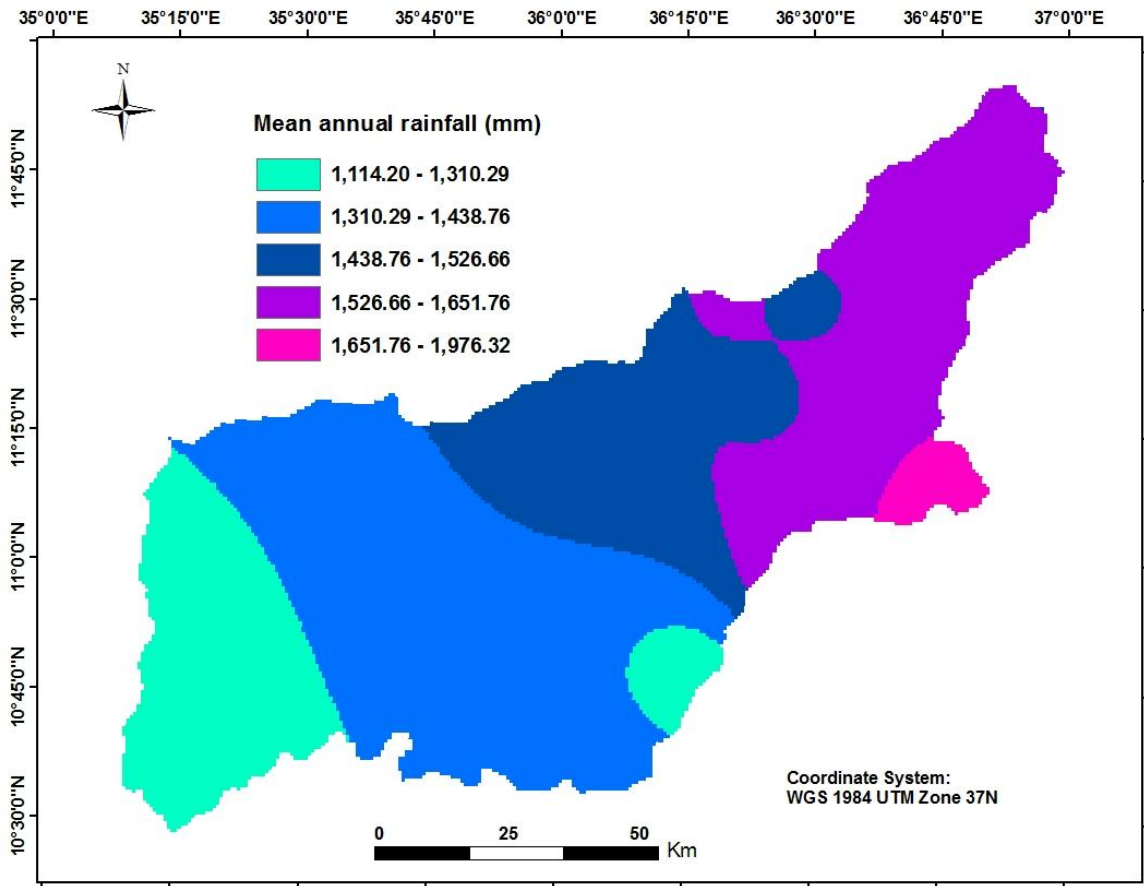 35°0'0"E 35°15'0"E 35°30'0"E 35°45'0"E 36°0'0"E 36°15'0"E 36°30'0"E 36°45'0"E 37°0'0"E
N
Mean annual rainfall (mm)
1,114.20 - 1,310.29
1,310.29 - 1,438.76
1,438.76 - 1,526.66
1,526.66 - 1,651.76
1,651.76 - 1,976.32
11°45'0"N
11°30'0"N
11°15'0"N
11°0'0"N
10°45'0"N
10°30'0"N
Coordinate System:
WGS 1984 UTM Zone 37N
0 25 50
Km